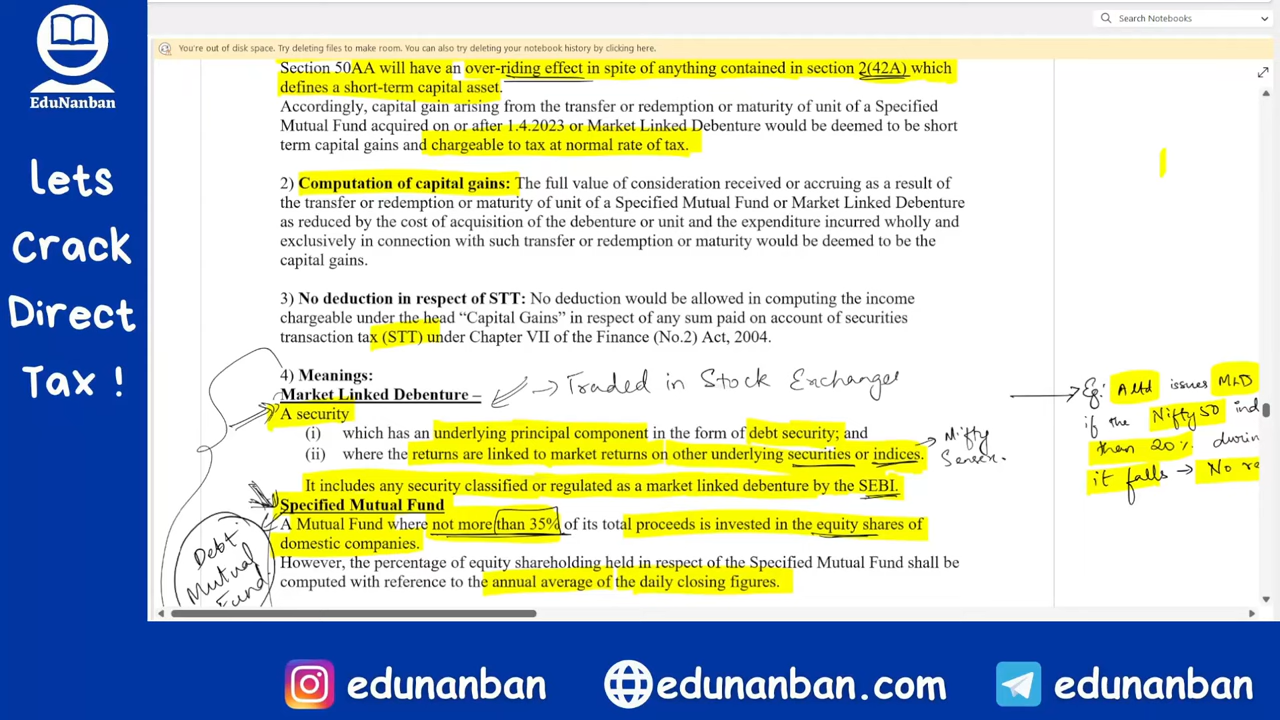 EduNanban
lets
Crack
Direct
Tax !
Search Notebooks
You're out of disk space. Try deleting files to make room. You can also try deleting your notebook history by clicking here.
Section 50AA will have an over-riding effect in spite of anything contained in section 2(42A) which
defines a short-term capital asset.
Accordingly, capital gain arising from the transfer or redemption or maturity of unit of a Specified
Mutual Fund acquired on or after 1.4.2023 or Market Linked Debenture would be deemed to be short
term capital gains and chargeable to tax at normal rate of tax.
2) Computation of capital gains: The full value of consideration received or accruing as a result of
the transfer or redemption or maturity of unit of a Specified Mutual Fund or Market Linked Debenture
as reduced by the cost of acquisition of the debenture or unit and the expenditure incurred wholly and
exclusively in connection with such transfer or redemption or maturity would be deemed to be the
capital gains.
3) No deduction in respect of STT: No deduction would be allowed in computing the income
chargeable under the head “Capital Gains” in respect of any sum paid on account of securities
transaction tax (STT) under Chapter VII of the Finance (No.2) Act, 2004.
4) Meanings:
Market Linked Debenture –
Traded in Stock Exchanges
A security
(i) which has an underlying principal component in the form of debt security; and
(ii) where the returns are linked to market returns on other underlying securities or indices.
Nifty
Sensex.
It includes any security classified or regulated as a market linked debenture by the SEBI.
Specified Mutual Fund
A Mutual Fund where not more than 35% of its total proceeds is invested in the equity shares of
domestic companies.
However, the percentage of equity shareholding held in respect of the Specified Mutual Fund shall be
computed with reference to the annual average of the daily closing figures.
Debt
Mutual
Fund
Eg: A Ltd issues MLD
if the Nifty 50 ind
than 20% durin
it falls → No re
edunanban
edunanban.com
edunanban